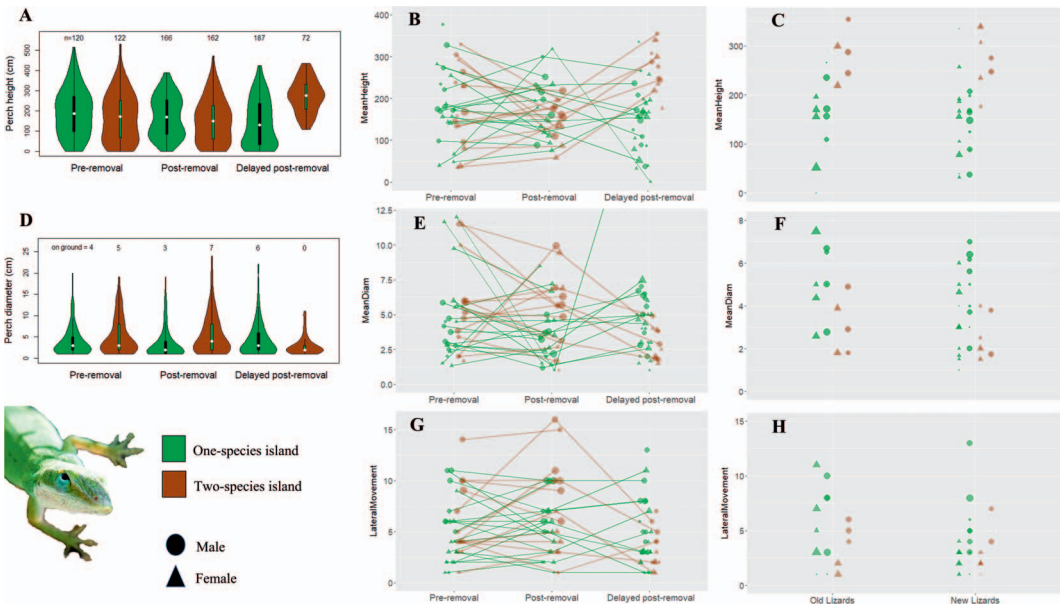 A
n=120 122 166 162 187 72
Perch height (cm)
500
400
300
200
100
0
Pre-removal Post-removal Delayed post-removal
B
MeanHeight
400
300
200
100
0
Pre-removal Post-removal Delayed post-removal
C
MeanHeight
300
200
100
0
D
on ground = 4 5 3 7 6 0
Perch diameter (cm)
25
20
15
10
5
0
Pre-removal Post-removal Delayed post-removal
E
MeanDiam
12.5
10.0
7.5
5.0
2.5
0.0
Pre-removal Post-removal Delayed post-removal
F
MeanDiam
8
6
4
2
0
One-species island
Two-species island
Male
Female
G
LateralMovement
15
10
5
0
Pre-removal Post-removal Delayed post-removal
H
LateralMovement
15
10
5
0
Old Lizards New Lizards